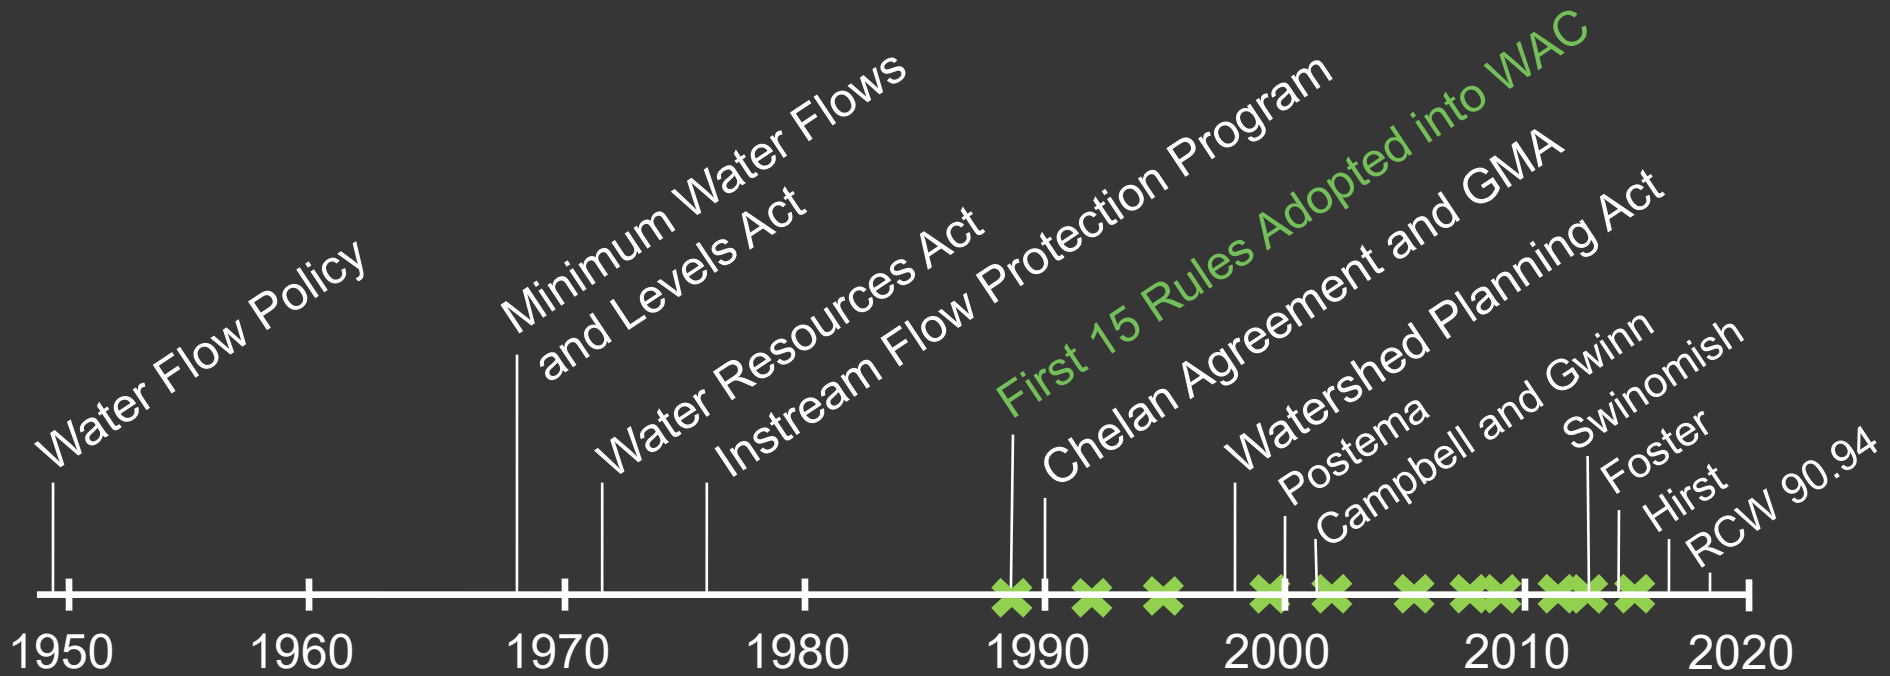 Water Flow Policy
Minimum Water Flows
and Levels Act
Water Resources Act
Instream Flow Protection Program
First 15 Rules Adopted into WAC
Chelan Agreement and GMA
Watershed Planning Act
Postema
Campbell and Gwinn
Swinomish
Foster
Hirst
RCW 90.94
1950 1960 1970 1980 1990 2000 2010 2020